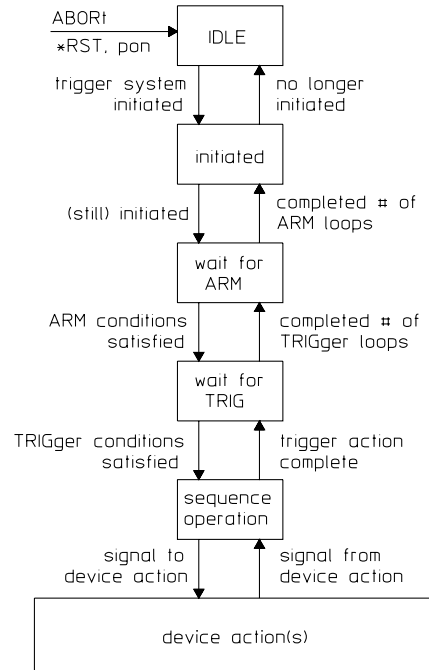 ABORt
*RST, pon
IDLE
trigger system
initiated
no longer
initiated
initiated
(still) initiated
completed # of
ARM loops
wait for
ARM
ARM conditions
satisfied
completed # of
TRIGger loops
wait for
TRIG
TRIGger conditions
satisfied
trigger action
complete
sequence
operation
signal to
device action
signal from
device action
device action(s)